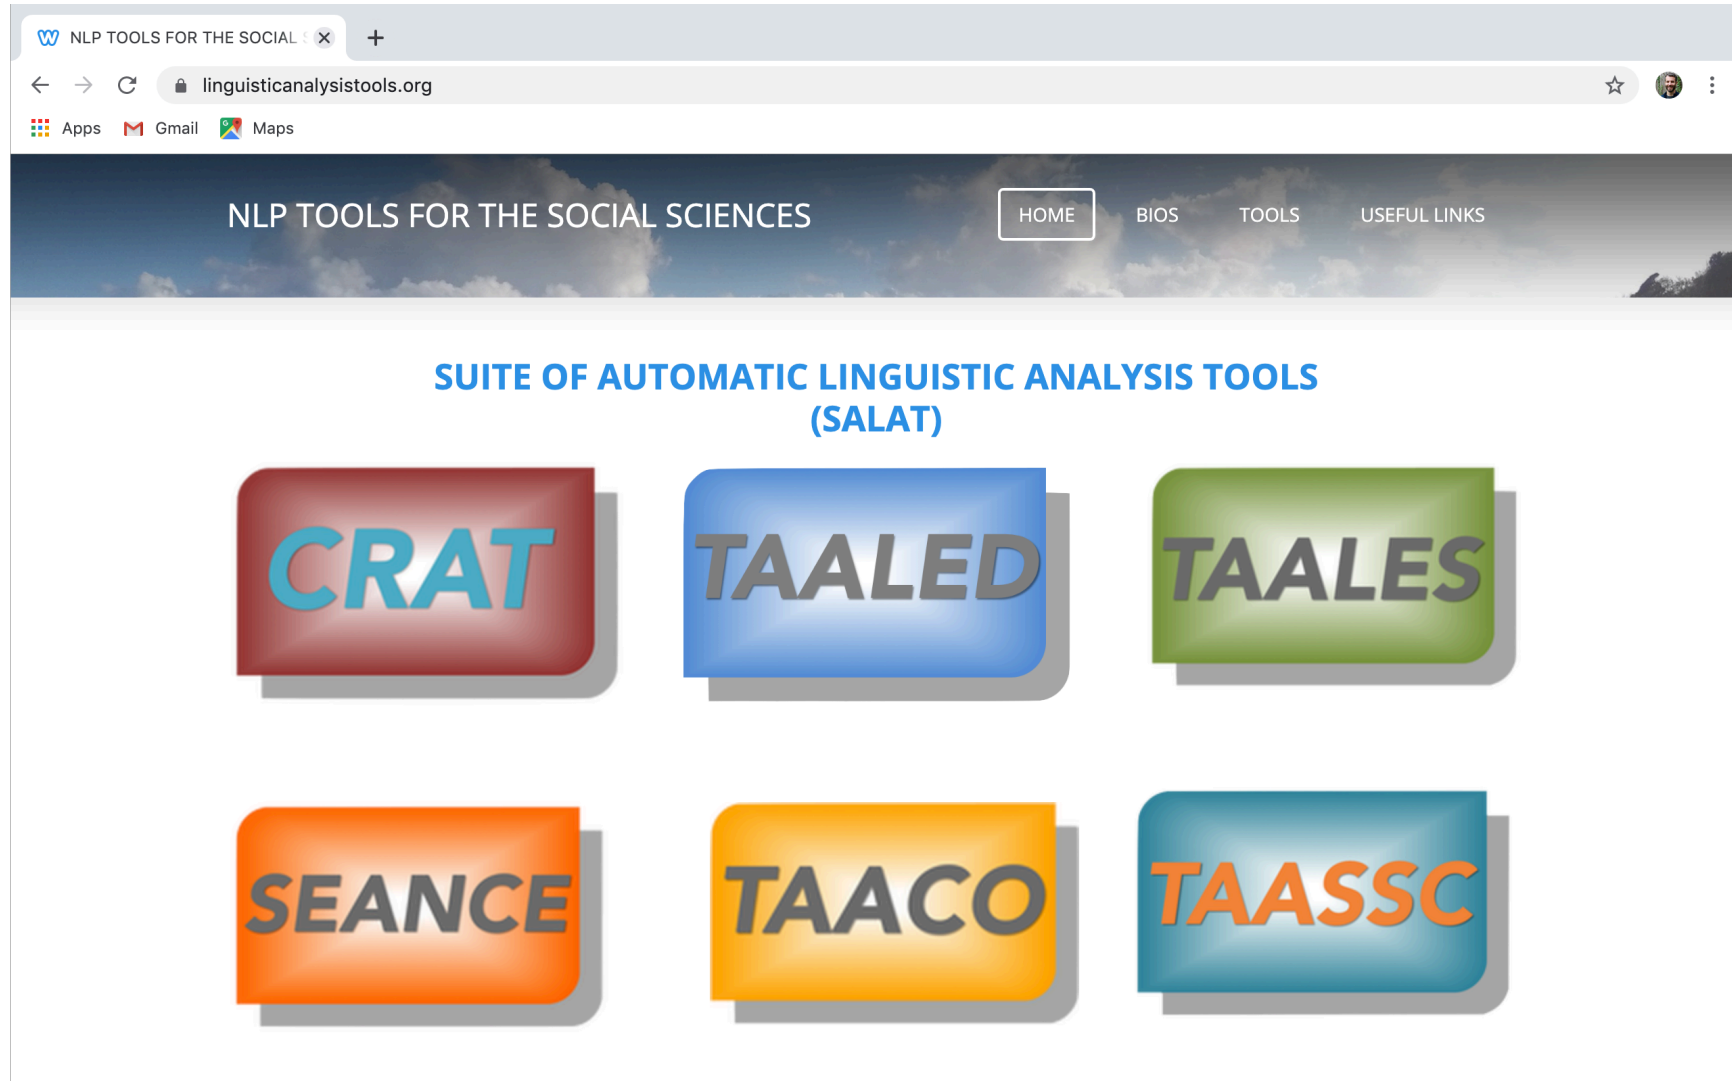 NLP TOOLS FOR THE SOCIAL
linguisticanalysistools.org
Apps Gmail Maps
NLP TOOLS FOR THE SOCIAL SCIENCES HOME BIOS TOOLS USEFUL LINKS
SUITE OF AUTOMATIC LINGUISTIC ANALYSIS TOOLS
(SALAT)
CRAT TAALED TAALES
SEANCE TAACO TAASSC